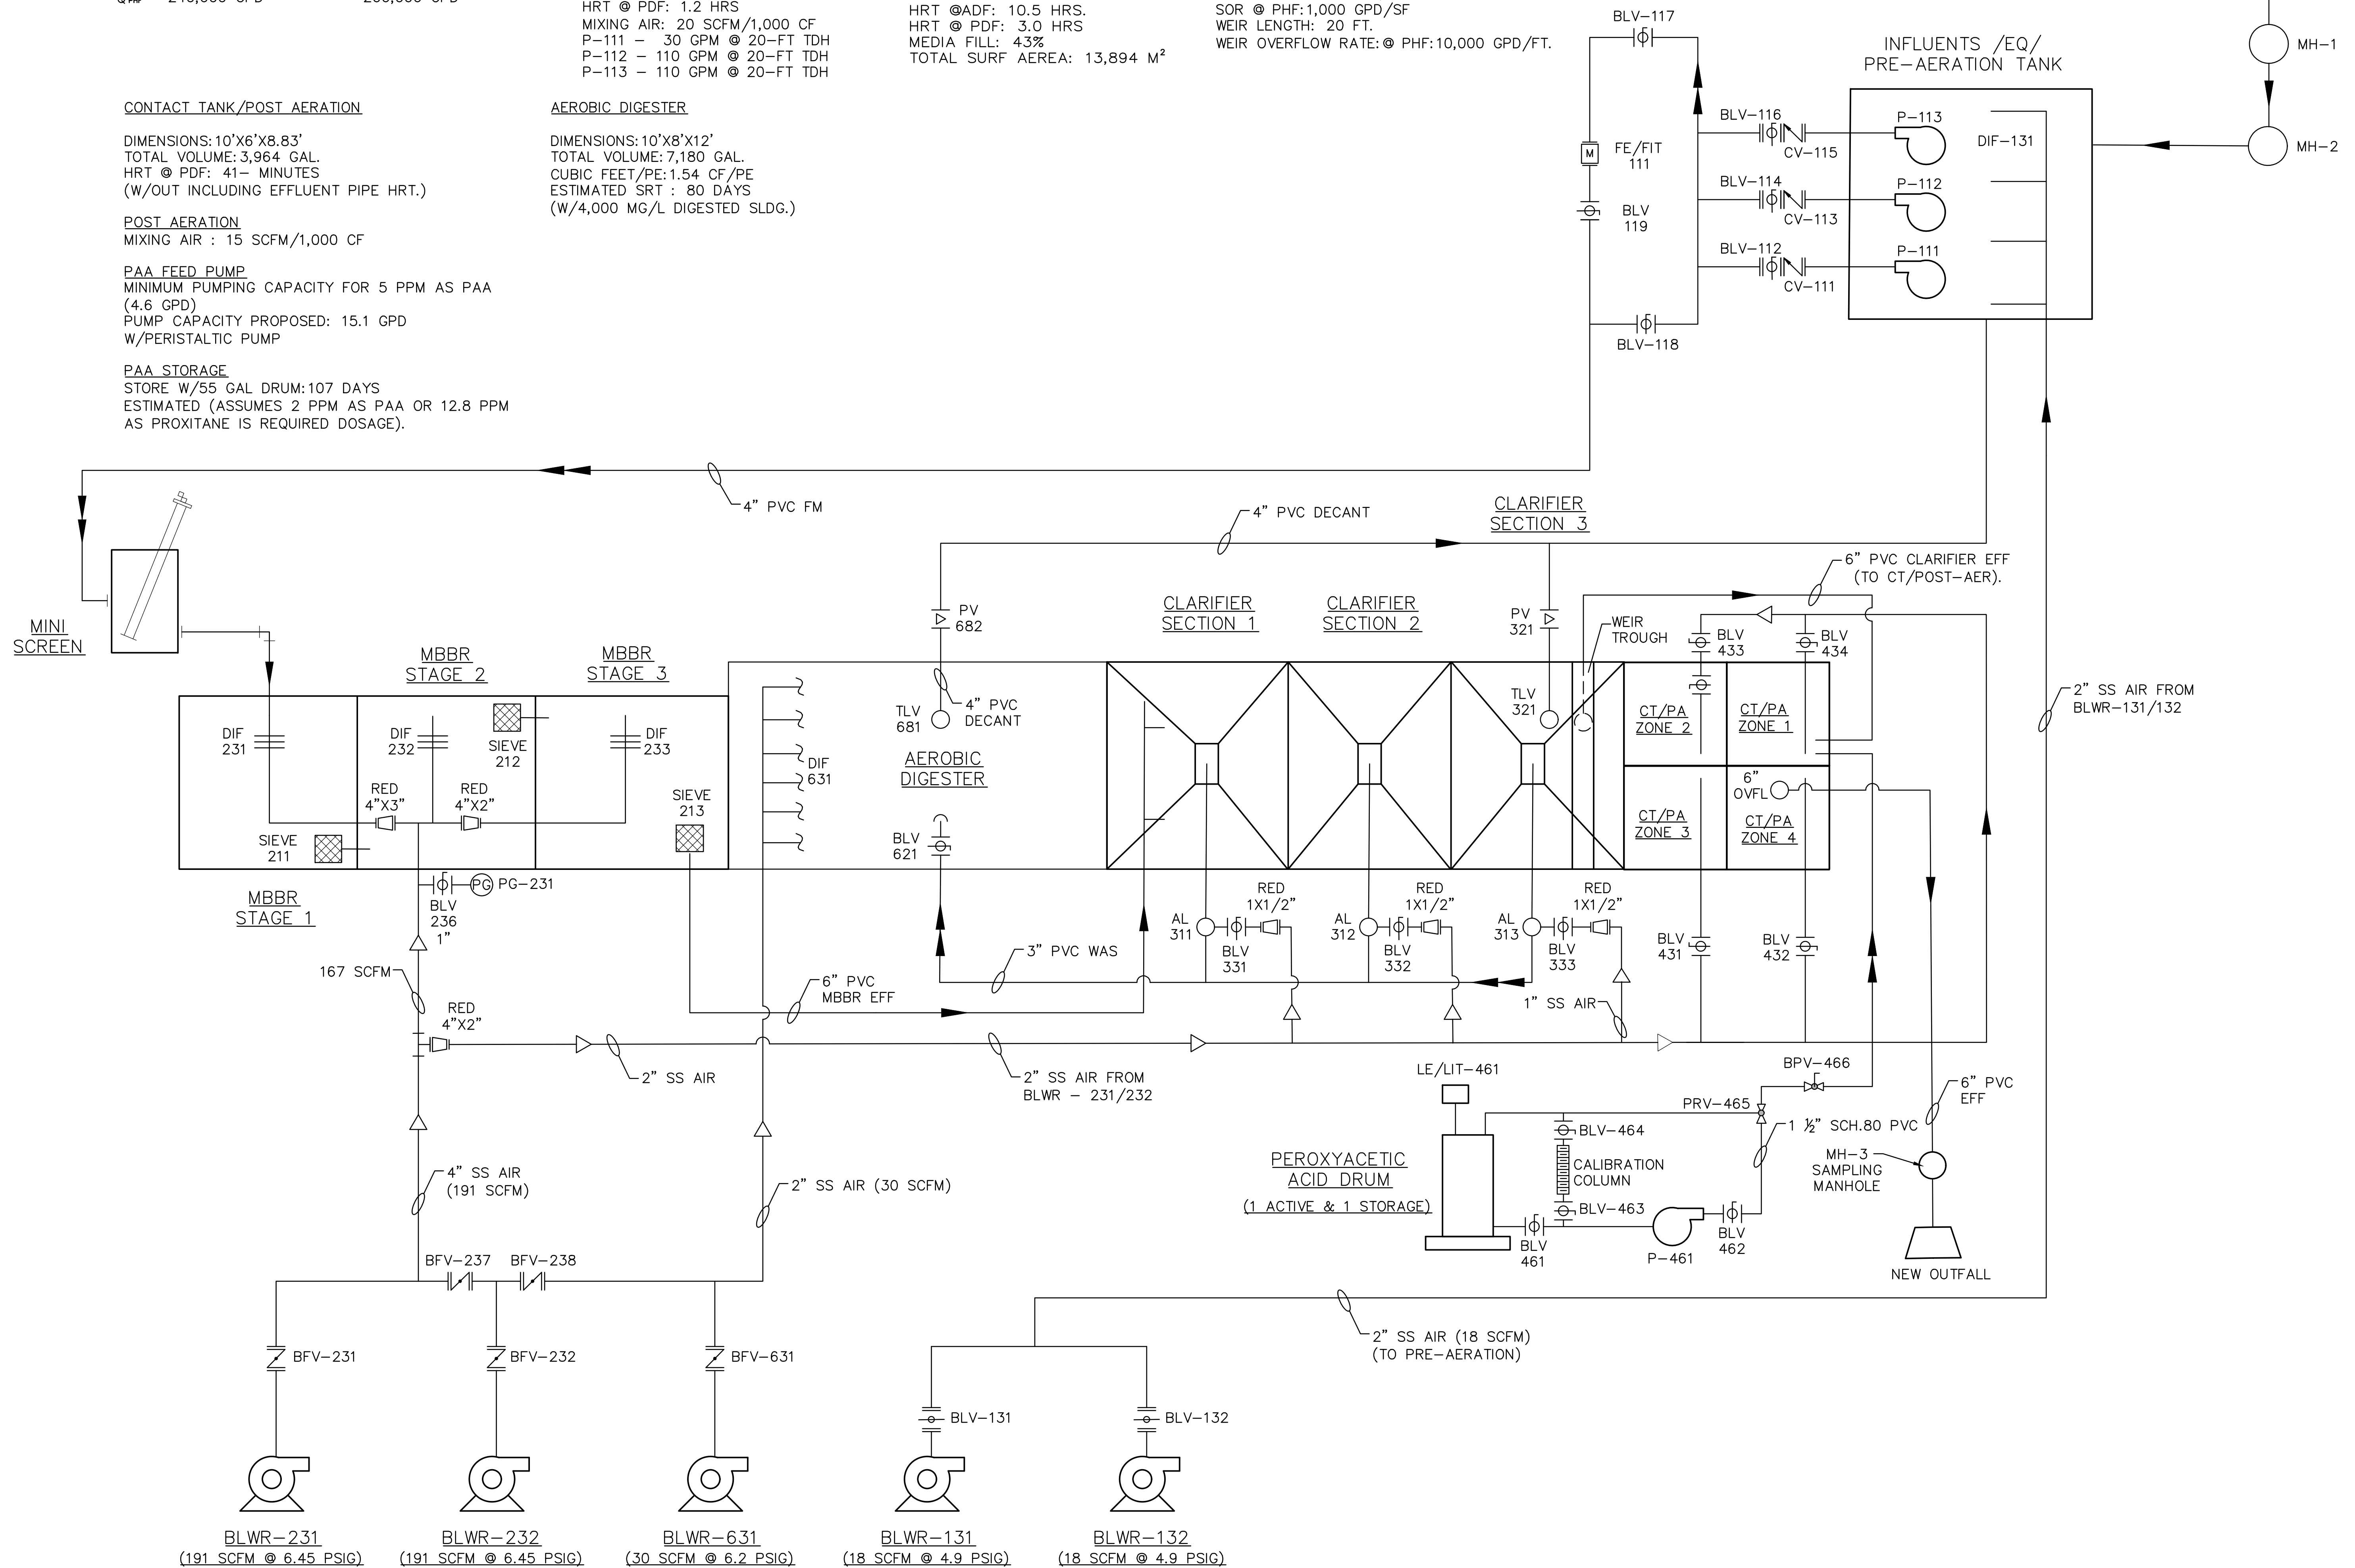 HRT @ PDF: 1.2 HRS
MIXING AIR: 20 SCFM/1,000 CF
P-111 - 30 GPM @ 20-FT TDH
P-112 - 110 GPM @ 20-FT TDH
P-113 - 110 GPM @ 20-FT TDH
HRT @ADF: 10.5 HRS.
HRT @ PDF: 3.0 HRS
MEDIA FILL: 43%
TOTAL SURF AEREA: 13,894 M²
SOR @ PHF: 1,000 GPD/SF
WEIR LENGTH: 20 FT.
WEIR OVERFLOW RATE: @ PHF: 10,000 GPD/FT.
CONTACT TANK/POST AERATION
DIMENSIONS: 10'X6'X8.83'
TOTAL VOLUME: 3,964 GAL.
HRT @ PDF: 41- MINUTES
(W/OUT INCLUDING EFFLUENT PIPE HRT.)
POST AERATION
MIXING AIR : 15 SCFM/1,000 CF
PAA FEED PUMP
MINIMUM PUMPING CAPACITY FOR 5 PPM AS PAA
(4.6 GPD)
PUMP CAPACITY PROPOSED: 15.1 GPD
W/PERISTALTIC PUMP
PAA STORAGE
STORE W/55 GAL DRUM: 107 DAYS
ESTIMATED (ASSUMES 2 PPM AS PAA OR 12.8 PPM
AS PROXITANE IS REQUIRED DOSAGE).
AEROBIC DIGESTER
DIMENSIONS: 10'X8'X12'
TOTAL VOLUME: 7,180 GAL.
CUBIC FEET/PE: 1.54 CF/PE
ESTIMATED SRT : 80 DAYS
(W/4,000 MG/L DIGESTED SLDG.)
BLV-117
FE/FIT
111
M
BLV
119
BLV-118
BLV-116
CV-115
BLV-114
CV-113
BLV-112
CV-111
INFLUENTS /EQ/
PRE-AERATION TANK
P-113
P-112
P-111
DIF-131
MH-1
MH-2
4" PVC FM
4" PVC DECANT
CLARIFIER
SECTION 3
6" PVC CLARIFIER EFF
(TO CT/POST-AER).
MINI
SCREEN
MBBR
STAGE 2
MBBR
STAGE 3
PV
682
CLARIFIER
SECTION 1
CLARIFIER
SECTION 2
PV
321
WEIR
TROUGH
BLV
433
BLV
434
2" SS AIR FROM
BLWR-131/132
DIF
231
DIF
232
SIEVE
212
DIF
233
DIF
631
TLV
681
4" PVC
DECANT
TLV
321
CT/PA
ZONE 2
CT/PA
ZONE 1
AEROBIC
DIGESTER
RED
4"X3"
RED
4"X2"
SIEVE
213
6"
OVFL
SIEVE
211
BLV
621
CT/PA
ZONE 3
CT/PA
ZONE 4
MBBR
STAGE 1
PG
PG-231
BLV
236
1"
AL
311
RED
1X1/2"
BLV
331
AL
312
RED
1X1/2"
BLV
332
AL
313
RED
1X1/2"
BLV
333
BLV
431
BLV
432
167 SCFM
3" PVC WAS
6" PVC
MBBR EFF
1" SS AIR
RED
4"X2"
2" SS AIR
2" SS AIR FROM
BLWR - 231/232
LE/LIT-461
BPV-466
PRV-465
6" PVC
EFF
1 ½" SCH.80 PVC
BLV-464
CALIBRATION
COLUMN
BLV-463
PEROXYACETIC
ACID DRUM
(1 ACTIVE & 1 STORAGE)
MH-3
SAMPLING
MANHOLE
BLV
461
P-461
BLV
462
NEW OUTFALL
4" SS AIR
(191 SCFM)
2" SS AIR (30 SCFM)
BFV-237
BFV-238
2" SS AIR (18 SCFM)
(TO PRE-AERATION)
BFV-231
BFV-232
BFV-631
BLV-131
BLV-132
BLWR-231
(191 SCFM @ 6.45 PSIG)
BLWR-232
(191 SCFM @ 6.45 PSIG)
BLWR-631
(30 SCFM @ 6.2 PSIG)
BLWR-131
(18 SCFM @ 4.9 PSIG)
BLWR-132
(18 SCFM @ 4.9 PSIG)